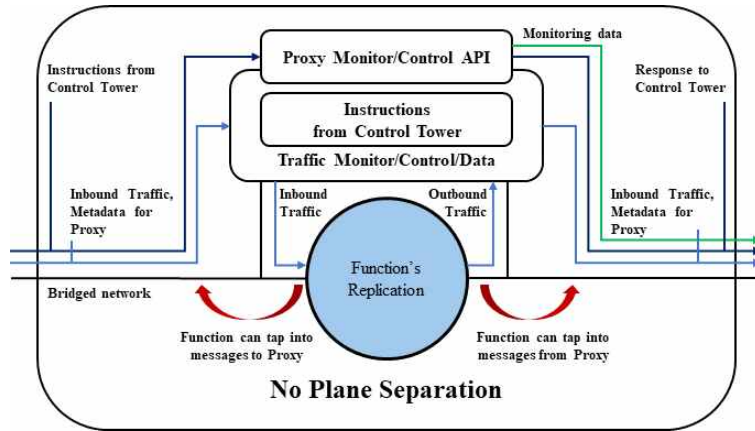 Monitoring data
Instructions from
Control Tower
Proxy Monitor/Control API
Response to
Control Tower
Instructions
from Control Tower
Traffic Monitor/Control/Data
Inbound Traffic,
Metadata for
Proxy
Inbound
Traffic
Outbound
Traffic
Inbound Traffic,
Metadata for
Proxy
Function's
Replication
Bridged network
Function can tap into
messages to Proxy
Function can tap into
messages from Proxy
No Plane Separation